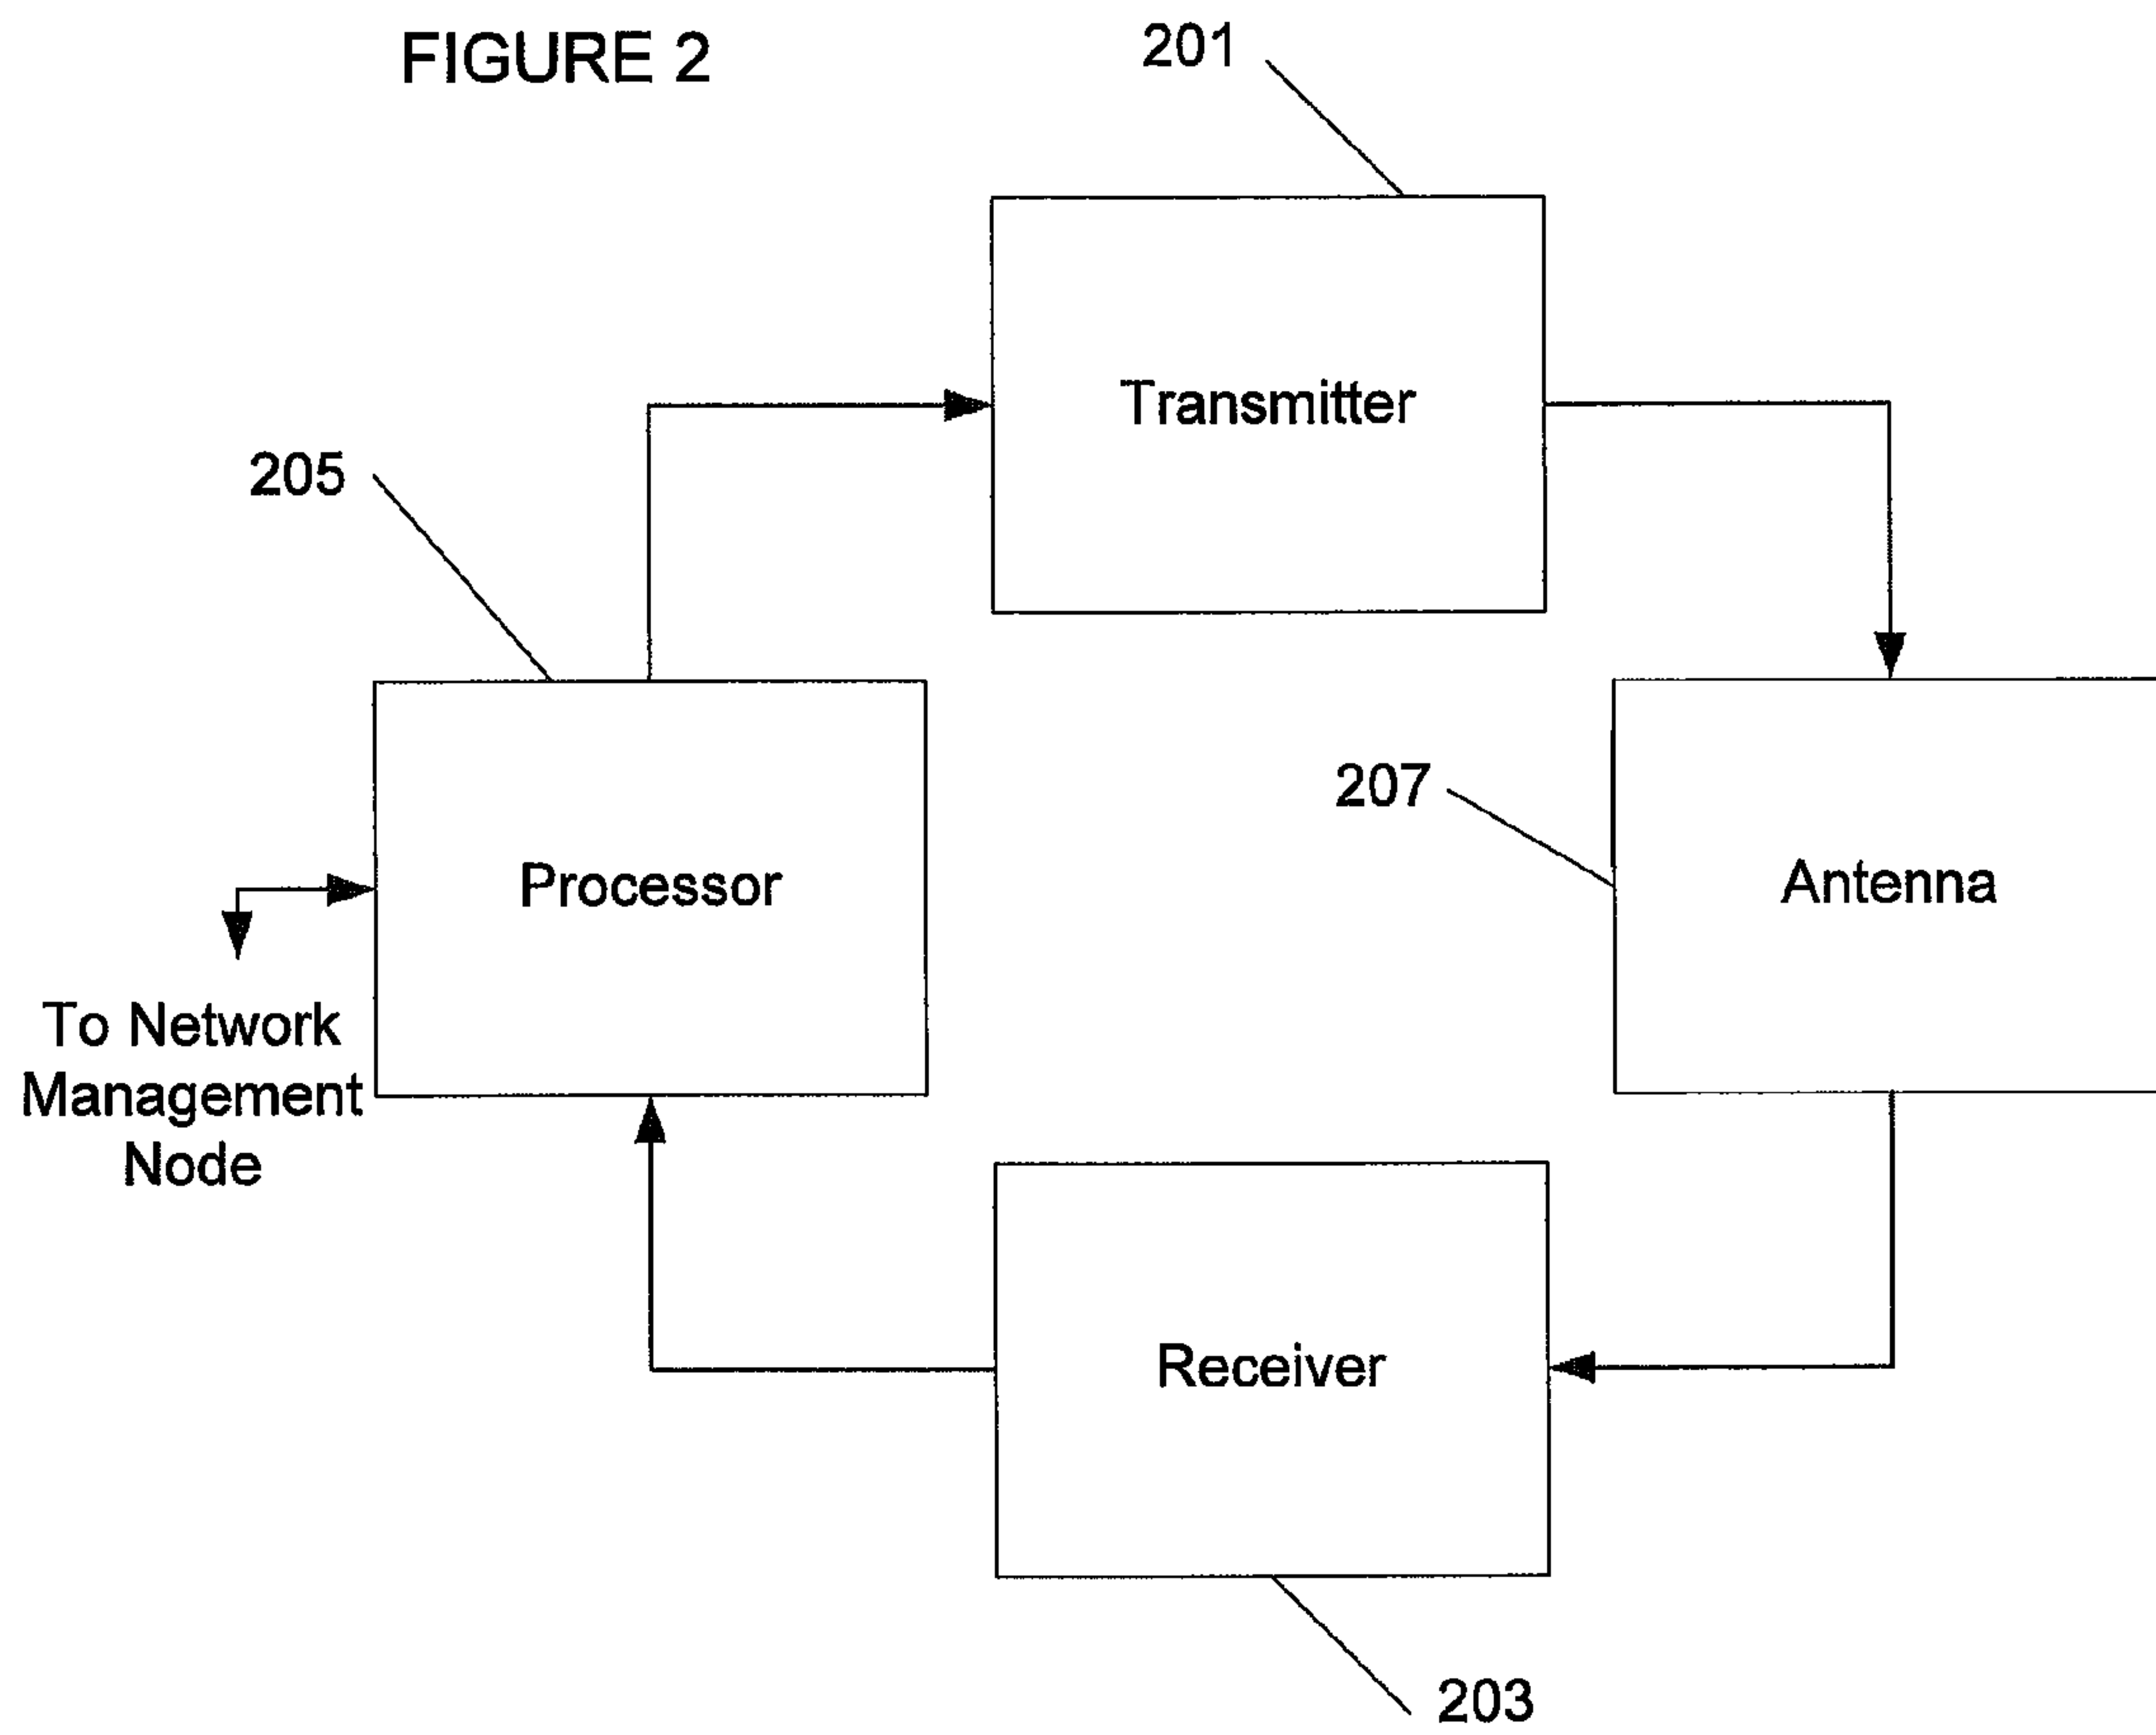 FIGURE 2
201
Transmitter
205
207
Processor
Antenna
To Network
Management
Node
Receiver
203